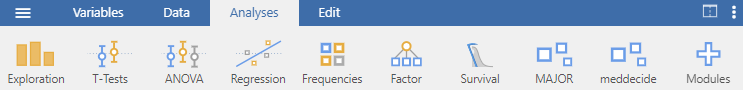 Variables Data Analyses Edit
Exploration T-Tests ANOVA Regression Frequencies Factor Survival MAJOR meddecide Modules